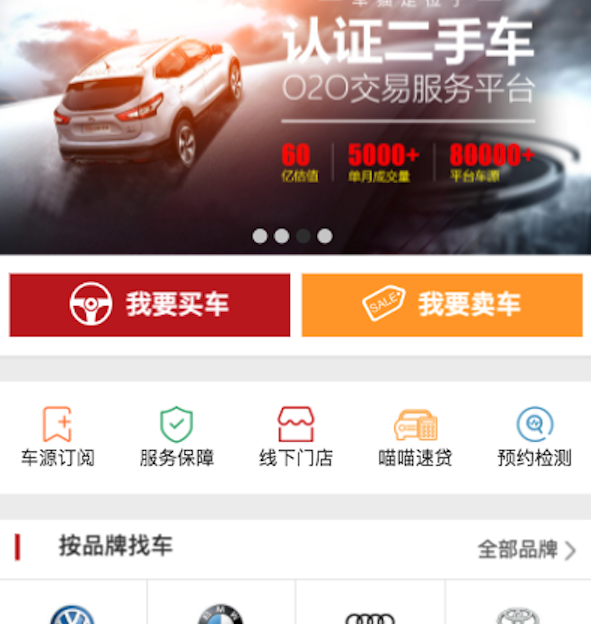 认证二手车
O2O交易服务平台
60 5000+ 80000+
亿估值 单月成交量 平台车源
我要买车 SALE 我要卖车
车源订阅 服务保障 线下门店 喵喵速贷 预约检测
按品牌找车 全部品牌
BMW